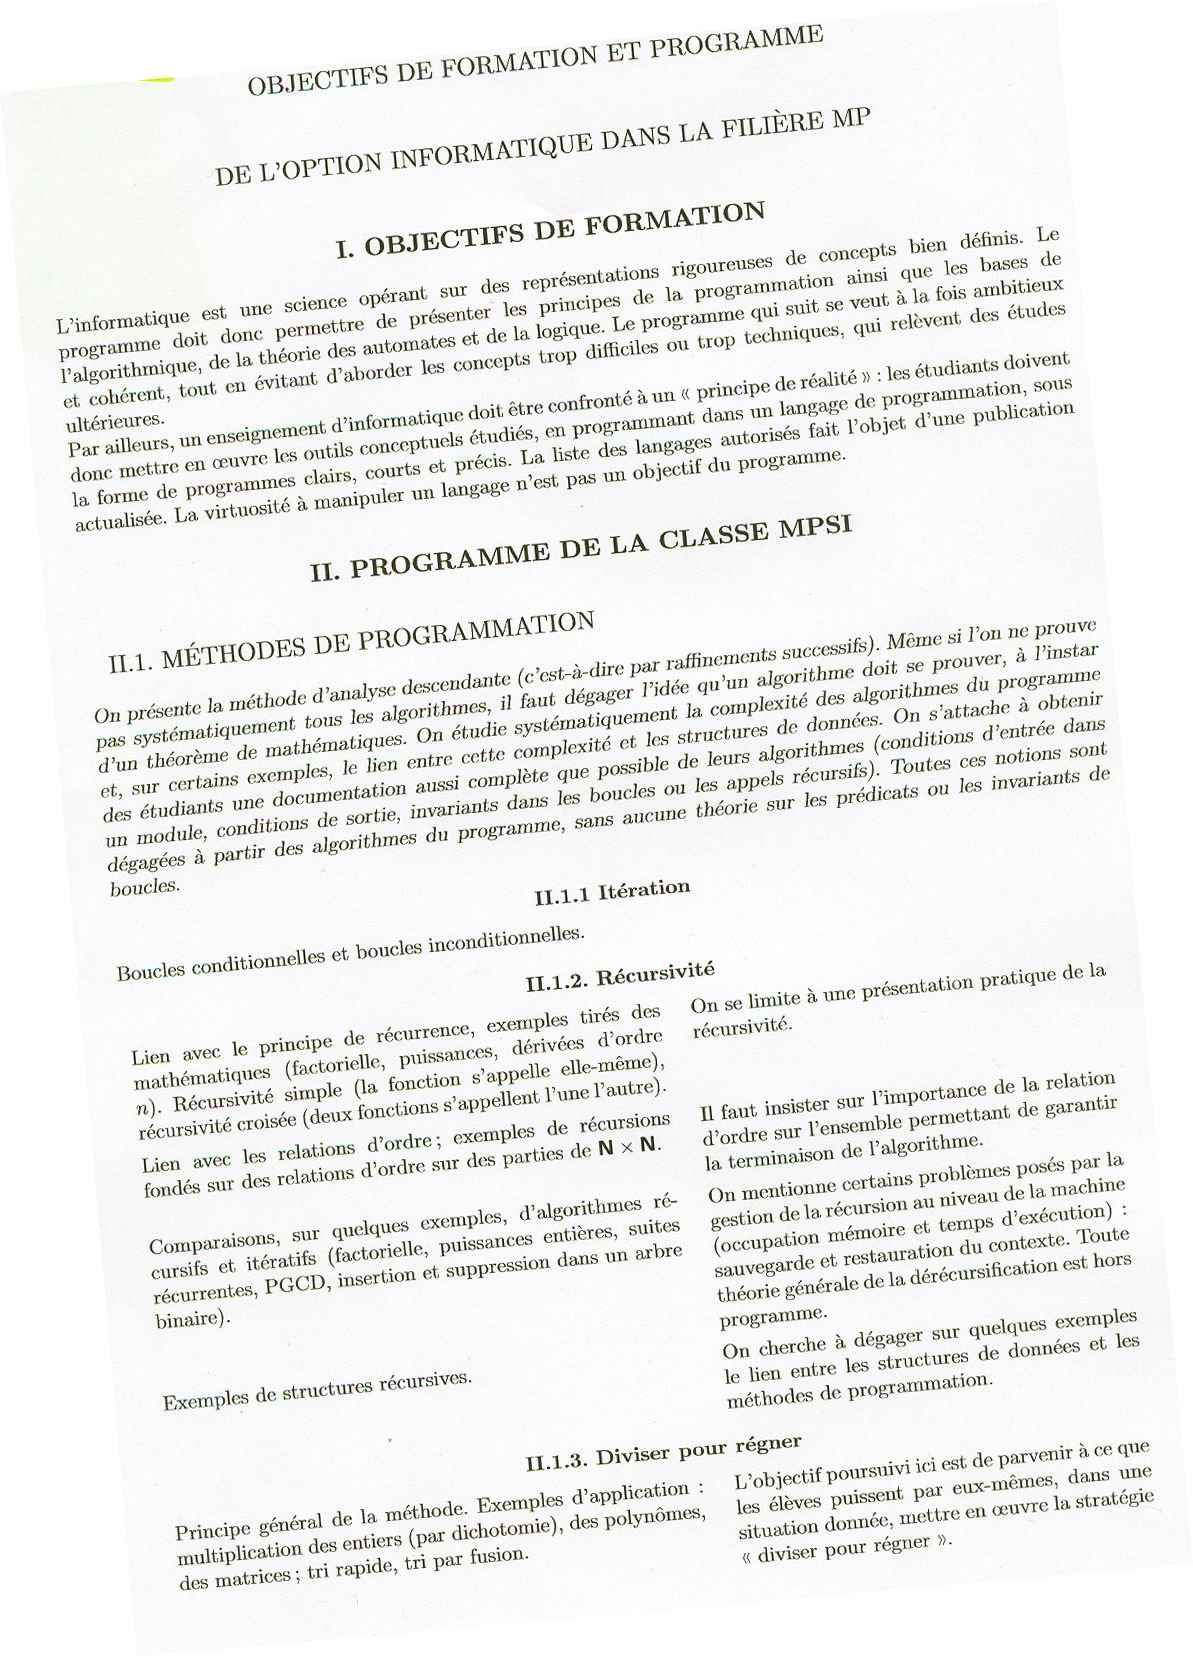 OBJECTIFS DE FORMATION ET PROGRAMME
DE L'OPTION INFORMATIQUE DANS LA FILIÈRE MP
I. OBJECTIFS DE FORMATION
L'informatique est une science opérant sur des représentations rigoureuses de concepts bien définis. Le
programme doit donc permettre de présenter les principes de la programmation ainsi que les bases de
l'algorithmique, de la théorie des automates et de la logique. Le programme qui suit se veut à la fois ambitieux
et cohérent, tout en évitant d'aborder les concepts trop difficiles ou trop techniques, qui relèvent des études
ultérieures.
Par ailleurs, un enseignement d'informatique doit être confronté à un « principe de réalité » : les étudiants doivent
donc mettre en œuvre les outils conceptuels étudiés, en programmant dans un langage de programmation, sous
la forme de programmes clairs, courts et précis. La liste des langages autorisés fait l'objet d'une publication
actualisée. La virtuosité à manipuler un langage n'est pas un objectif du programme.
II. PROGRAMME DE LA CLASSE MPSI
II.1. MÉTHODES DE PROGRAMMATION
On présente la méthode d'analyse descendante (c'est-à-dire par raffinements successifs). Même si l'on ne prouve
pas systématiquement tous les algorithmes, il faut dégager l'idée qu'un algorithme doit se prouver, à l'instar
d'un théorème de mathématiques. On étudie systématiquement la complexité des algorithmes du programme
et, sur certains exemples, le lien entre cette complexité et les structures de données. On s'attache à obtenir
des étudiants une documentation aussi complète que possible de leurs algorithmes (conditions d'entrée dans
un module, conditions de sortie, invariants dans les boucles ou les appels récursifs). Toutes ces notions sont
dégagées à partir des algorithmes du programme, sans aucune théorie sur les prédicats ou les invariants de
boucles.
II.1.1 Itération
Boucles conditionnelles et boucles inconditionnelles.
II.1.2. Récursivité
Lien avec le principe de récurrence, exemples tirés des
mathématiques (factorielle, puissances, dérivées d'ordre
n). Récursivité simple (la fonction s'appelle elle-même),
récursivité croisée (deux fonctions s'appellent l'une l'autre).
On se limite à une présentation pratique de la
récursivité.
Lien avec les relations d'ordre ; exemples de récursions
fondés sur des relations d'ordre sur des parties de N × N.
Il faut insister sur l'importance de la relation
d'ordre sur l'ensemble permettant de garantir
la terminaison de l'algorithme.
Comparaisons, sur quelques exemples, d'algorithmes ré-
cursifs et itératifs (factorielle, puissances entières, suites
récurrentes, PGCD, insertion et suppression dans un arbre
binaire).
On mentionne certains problèmes posés par la
gestion de la récursion au niveau de la machine
(occupation mémoire et temps d'exécution) :
sauvegarde et restauration du contexte. Toute
théorie générale de la dérécursification est hors
programme.
Exemples de structures récursives.
On cherche à dégager sur quelques exemples
le lien entre les structures de données et les
méthodes de programmation.
II.1.3. Diviser pour régner
Principe général de la méthode. Exemples d'application :
multiplication des entiers (par dichotomie), des polynômes,
des matrices ; tri rapide, tri par fusion.
L'objectif poursuivi ici est de parvenir à ce que
les élèves puissent par eux-mêmes, dans une
situation donnée, mettre en œuvre la stratégie
« diviser pour régner ».